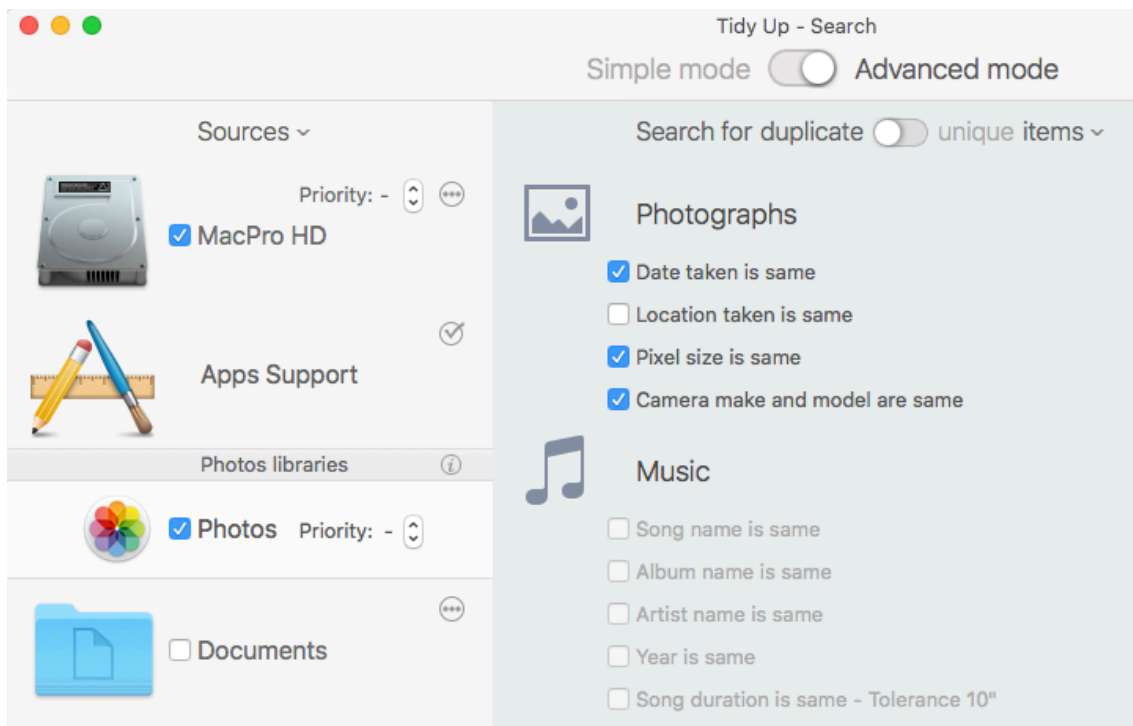 Tidy Up - Search
Simple mode Advanced mode
Sources
Priority: -
MacPro HD
Apps Support
Photos libraries
Photos Priority: -
Documents
Search for duplicate unique items
Photographs
Date taken is same
Location taken is same
Pixel size is same
Camera make and model are same
Music
Song name is same
Album name is same
Artist name is same
Year is same
Song duration is same - Tolerance 10"